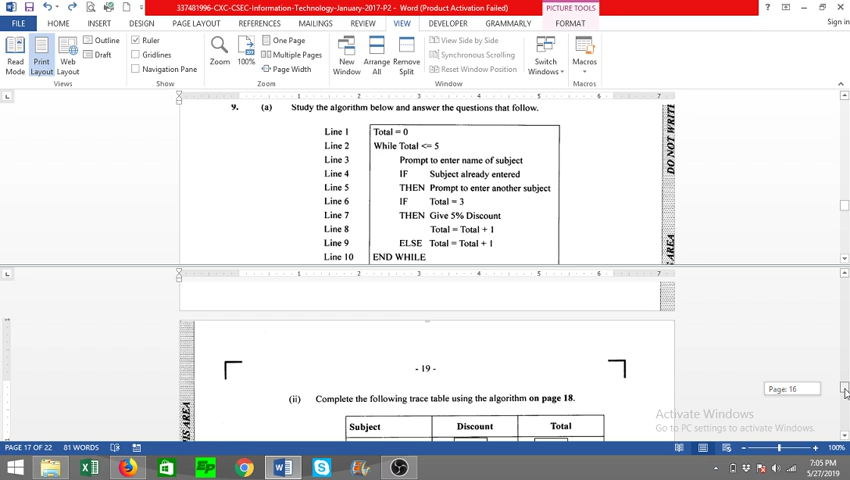 337481996-CXC-CSEC-Information-Technology-January-2017-P2 - Word (Product Activation Failed)
PICTURE TOOLS
Sign in
FILE HOME INSERT DESIGN PAGE LAYOUT REFERENCES MAILINGS REVIEW VIEW DEVELOPER GRAMMARLY FORMAT
Read Mode
Print Layout
Web Layout
Outline
Draft
Views
Ruler
Gridlines
Navigation Pane
Show
Zoom
100%
One Page
Multiple Pages
Page Width
Zoom
New Window
Arrange All
Remove Split
View Side by Side
Synchronous Scrolling
Reset Window Position
Window
Switch Windows
Macros
Macros
9. (a) Study the algorithm below and answer the questions that follow.
Line 1 Total = 0
Line 2 While Total <= 5
Line 3 Prompt to enter name of subject
Line 4 IF Subject already entered
Line 5 THEN Prompt to enter another subject
Line 6 IF Total = 3
Line 7 THEN Give 5% Discount
Line 8 Total = Total + 1
Line 9 ELSE Total = Total + 1
Line 10 END WHILE
DO NOT WRIT
AREA
- 19 -
Page: 16
(ii) Complete the following trace table using the algorithm on page 18.
IS AREA
Subject Discount Total
Activate Windows
Go to PC settings to activate Windows.
PAGE 17 OF 22 81 WORDS
100%
Ep
7:05 PM
5/27/2019